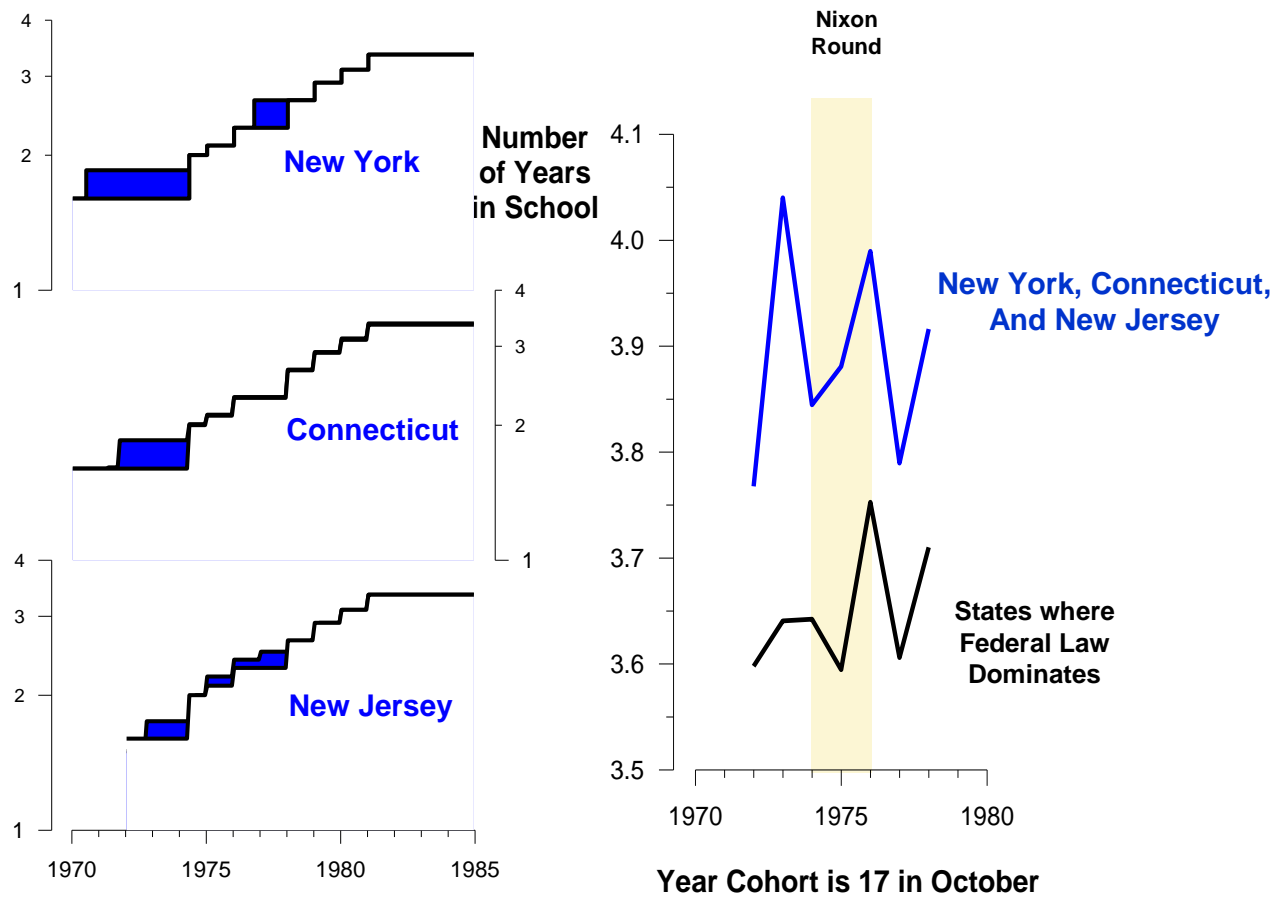 4
3
2
1
New York
4
3
2
1
Connecticut
4
3
2
1
New Jersey
1970
1975
1980
1985
Number
of Years
in School
Nixon
Round
4.1
4.0
3.9
3.8
3.7
3.6
3.5
New York, Connecticut,
And New Jersey
States where
Federal Law
Dominates
1970
1975
1980
Year Cohort is 17 in October